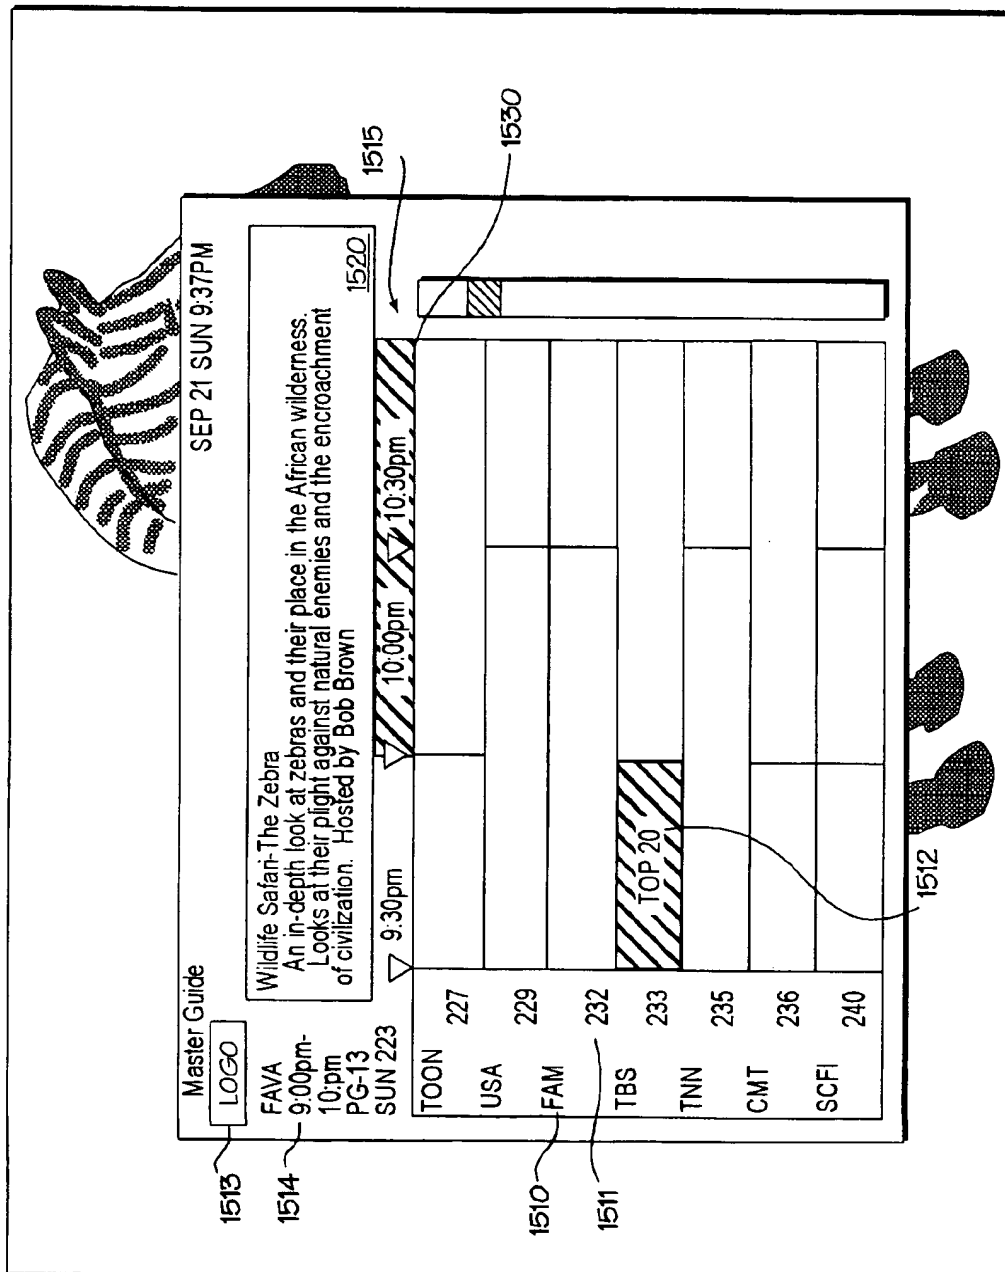 Master Guide
SEP 21 SUN 9:37PM
1513
LOGO
1514
FAVA
9:00pm-
10:pm
PG-13
SUN 223
Wildlife Safari-The Zebra
An in-depth look at zebras and their place in the African wilderness.
Looks at their plight against natural enemies and the encroachment
of civilization. Hosted by Bob Brown
1520
1515
9:30pm
10:00pm
10:30pm
1530
TOON 227
USA 229
FAM 232
TBS 233
TOP 20
TNN 235
CMT 236
SCFI 240
1510
1511
1512